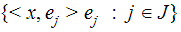 {< x, e_j > e_j : j ∈ J}